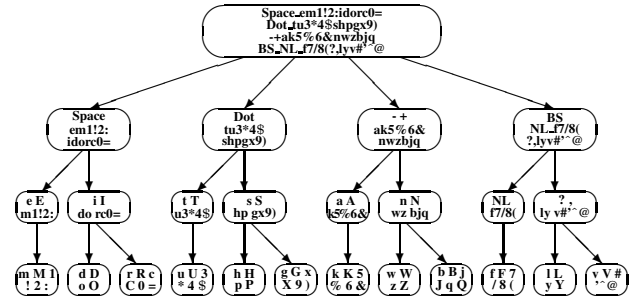 Space_em1!2:idorc0=
Dot_tu3*4$shpgx9)
-+ak5%6&nwzbjq
BS_NL_f7/8(?,lyv#'^@
Space
em1!2:
idorc0=
Dot
tu3*4$
shpgx9)
- +
ak5%6&
nwzbjq
BS
NL_f7/8(
?,lyv#'^@
e E
m1!2:
i I
do rc0=
t T
u3*4$
s S
hp gx9)
a A
k5%6&
n N
wz bjq
NL
f7/8(
? ,
ly v#'^@
m M 1
! 2 :
d D
o O
r R c
C 0 =
u U 3
* 4 $
h H
p P
g G x
X 9 )
k K 5
% 6 &
w W
z Z
b B j
J q Q
f F 7
/ 8 (
l L
y Y
v V #
'^@